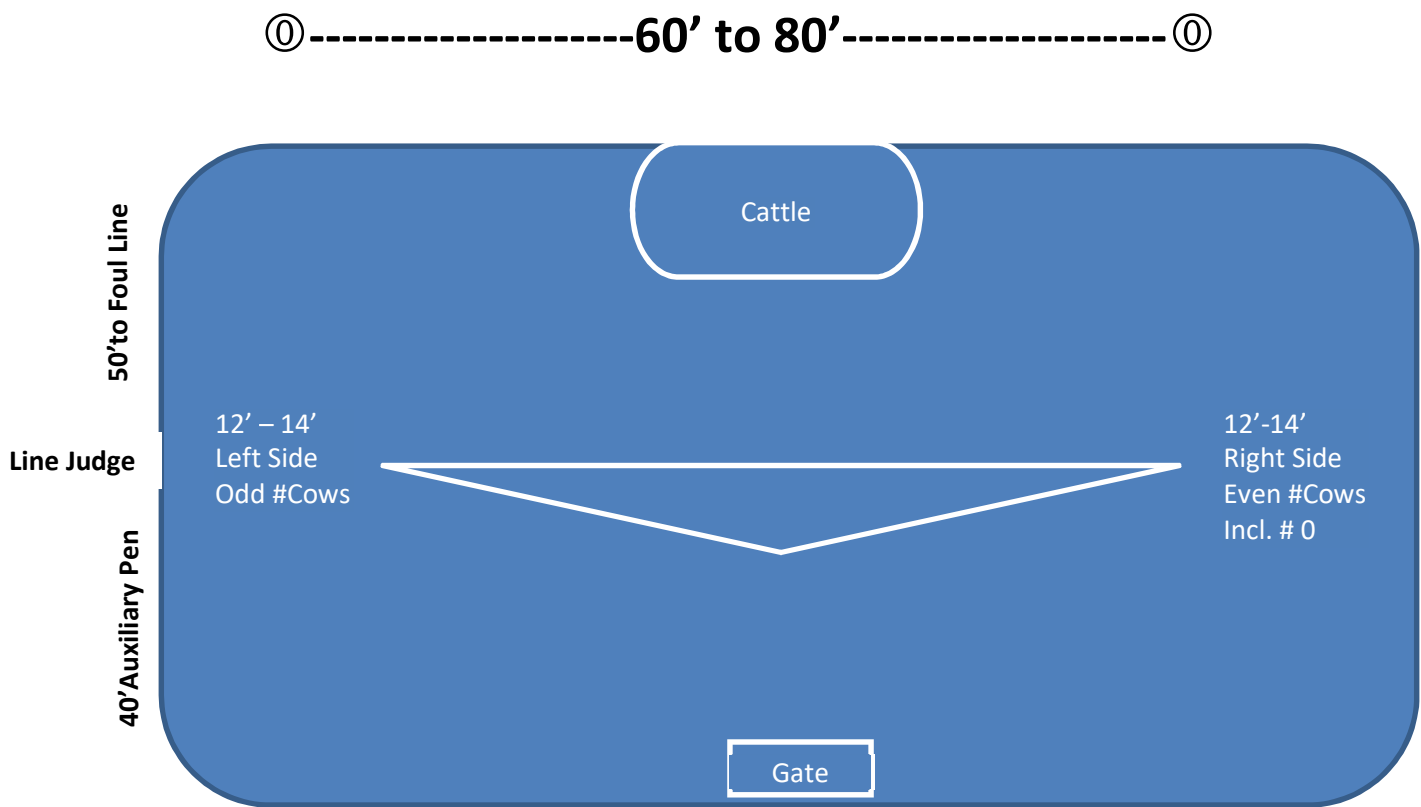 ⓪--------------------60’ to 80’--------------------⓪
Cattle
50’to Foul Line
12’ – 14’
Left Side
Odd #Cows
12’-14’
Right Side
Even #Cows
Incl. # 0
Line Judge
40’Auxiliary Pen
Gate